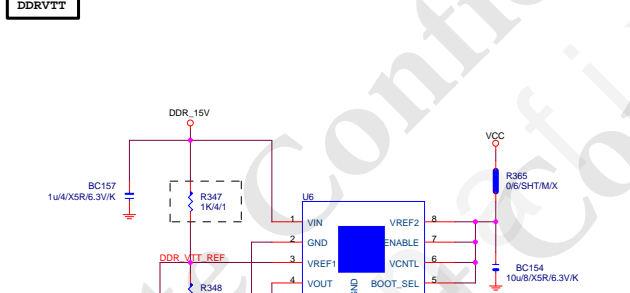 DDRVTT
DDR_15V
VCC
BC157
1u/4/X5R/6.3V/K
R347
1K/4/1
R365
0/6/SHT/M/X
U6
1 VIN
VREF2 8
2 GND
ENABLE 7
DDR_VTT_REF
3 VREF1
VCNTL 6
BC154
10u/8/X5R/6.3V/K
R348
4 VOUT
GND
BOOT_SEL 5